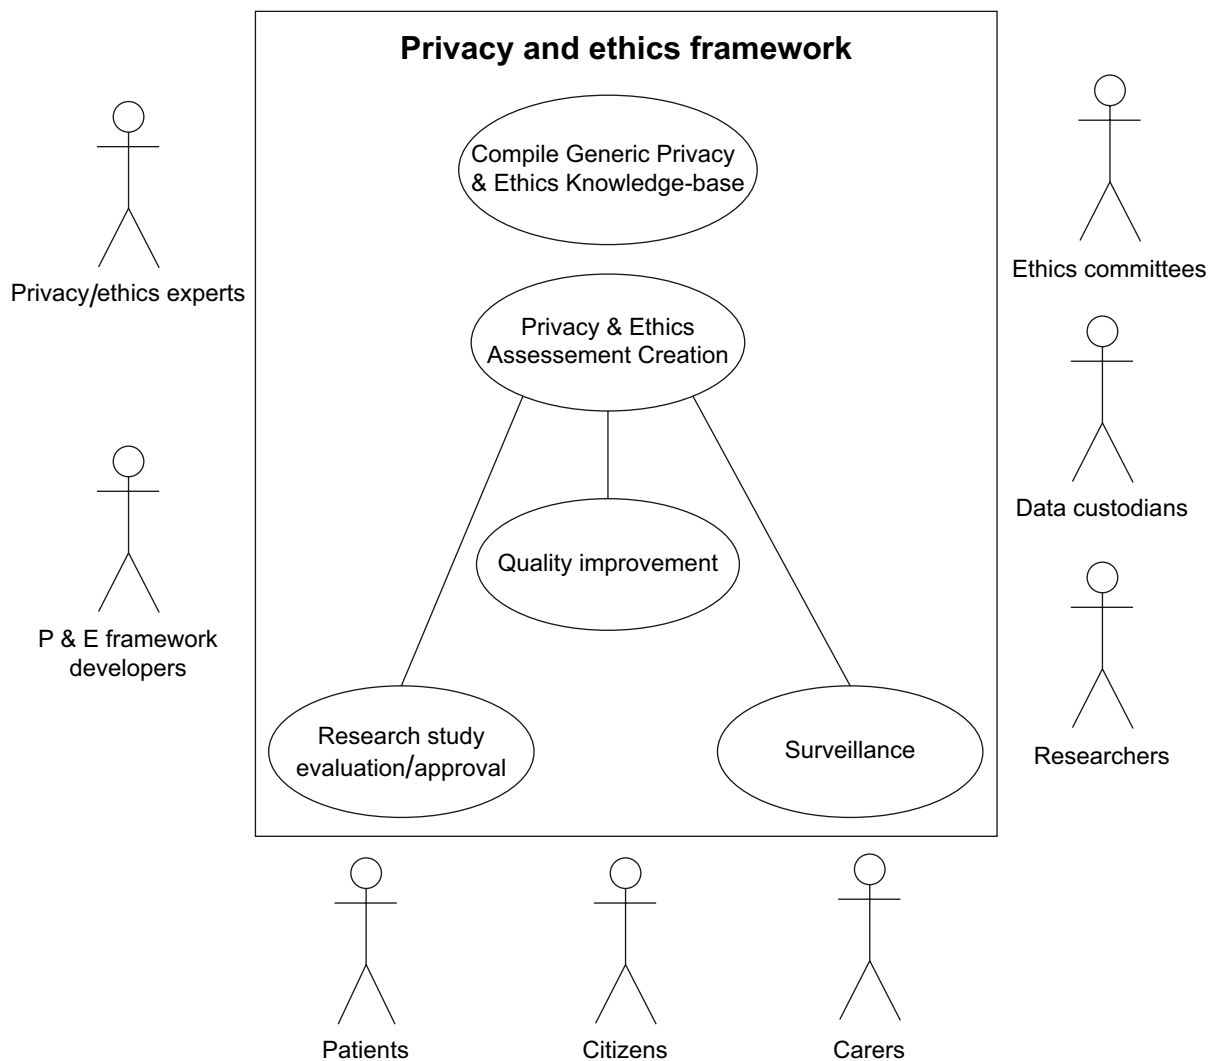 Privacy and ethics framework
Compile Generic Privacy
& Ethics Knowledge-base
Privacy/ethics experts
Ethics committees
Privacy & Ethics
Assessement Creation
Data custodians
Quality improvement
P & E framework
developers
Research study
evaluation/approval
Surveillance
Researchers
Patients
Citizens
Carers